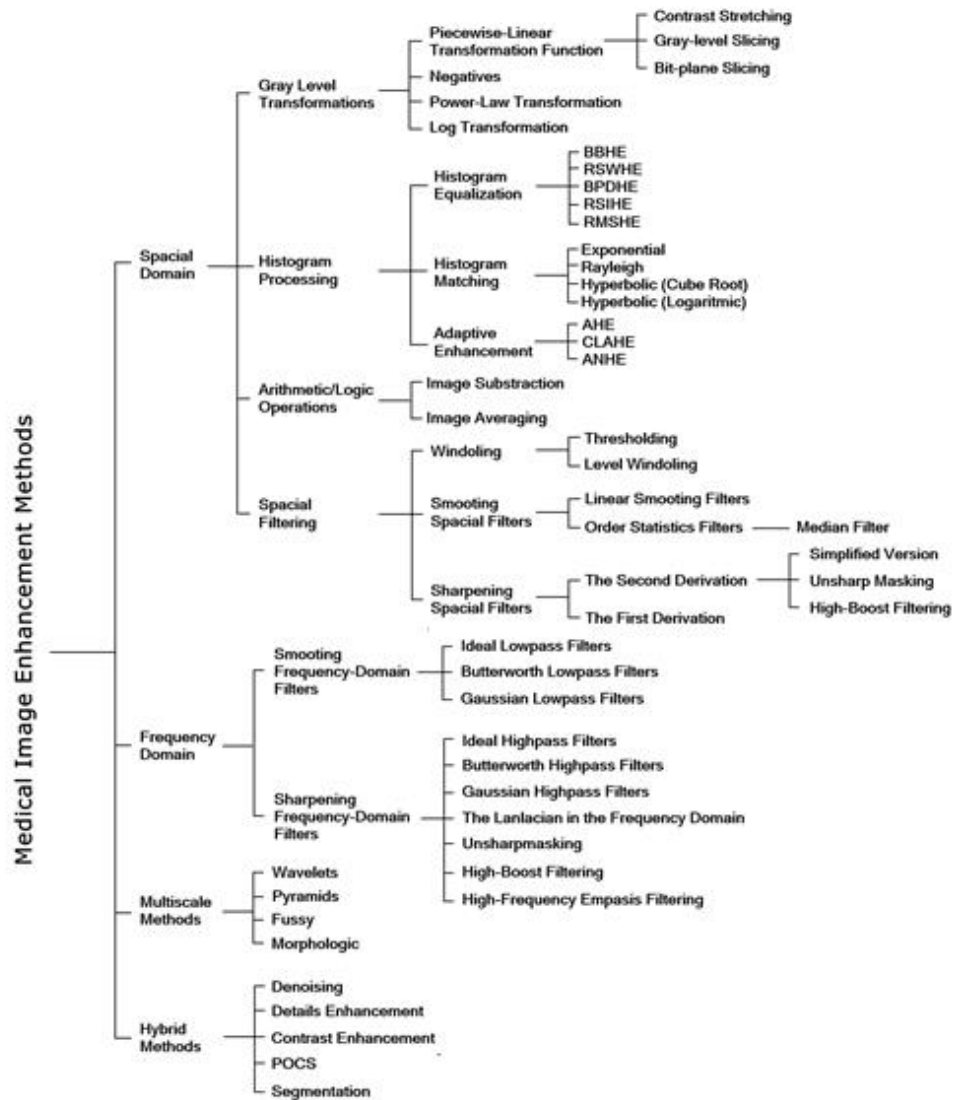 Medical Image Enhancement Methods
Spacial
Domain
Gray Level
Transformations
Piecewise-Linear
Transformation Function
Contrast Stretching
Gray-level Slicing
Bit-plane Slicing
Negatives
Power-Law Transformation
Log Transformation
Histogram
Processing
Histogram
Equalization
BBHE
RSWHE
BPDHE
RSIHE
RMSHE
Histogram
Matching
Exponential
Rayleigh
Hyperbolic (Cube Root)
Hyperbolic (Logaritmic)
Adaptive
Enhancement
AHE
CLAHE
ANHE
Arithmetic/Logic
Operations
Image Substraction
Image Averaging
Spacial
Filtering
Windoling
Thresholding
Level Windoling
Smooting
Spacial Filters
Linear Smooting Filters
Order Statistics Filters
Median Filter
Sharpening
Spacial Filters
The Second Derivation
Simplified Version
Unsharp Masking
High-Boost Filtering
The First Derivation
Frequency
Domain
Smooting
Frequency-Domain
Filters
Ideal Lowpass Filters
Butterworth Lowpass Filters
Gaussian Lowpass Filters
Sharpening
Frequency-Domain
Filters
Ideal Highpass Filters
Butterworth Highpass Filters
Gaussian Highpass Filters
The Lanlacian in the Frequency Domain
Unsharpmasking
High-Boost Filtering
High-Frequency Empasis Filtering
Multiscale
Methods
Wavelets
Pyramids
Fussy
Morphologic
Hybrid
Methods
Denoising
Details Enhancement
Contrast Enhancement
POCS
Segmentation